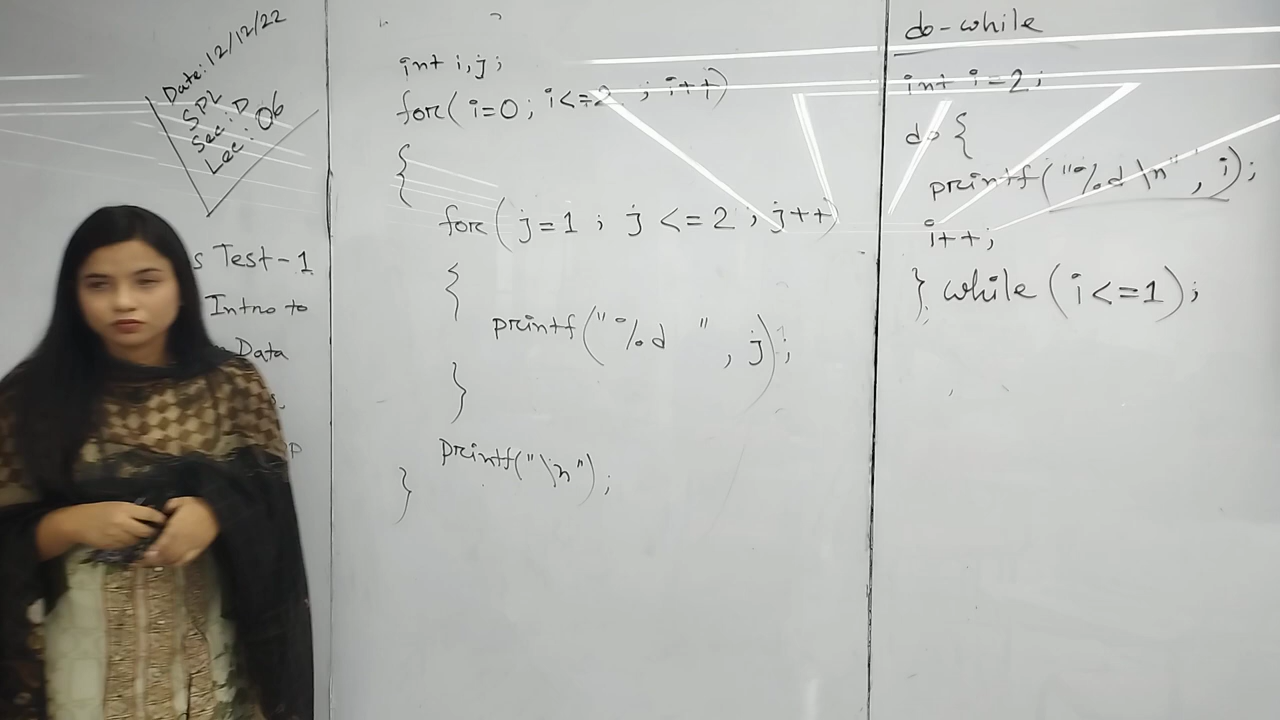 Date: 12/12/22
SPL
Sec: D
Lec: 06
s Test-1
Intro to
Data
int i,j;
for( i=0; i<=2 ; i++)
{
for( j=1 ; j <=2 ; j++)
{
printf("%d ", j);
}
printf("\n");
}
do-while
int i=2;
do {
printf("%d \n", i);
i++;
} while (i<=1);